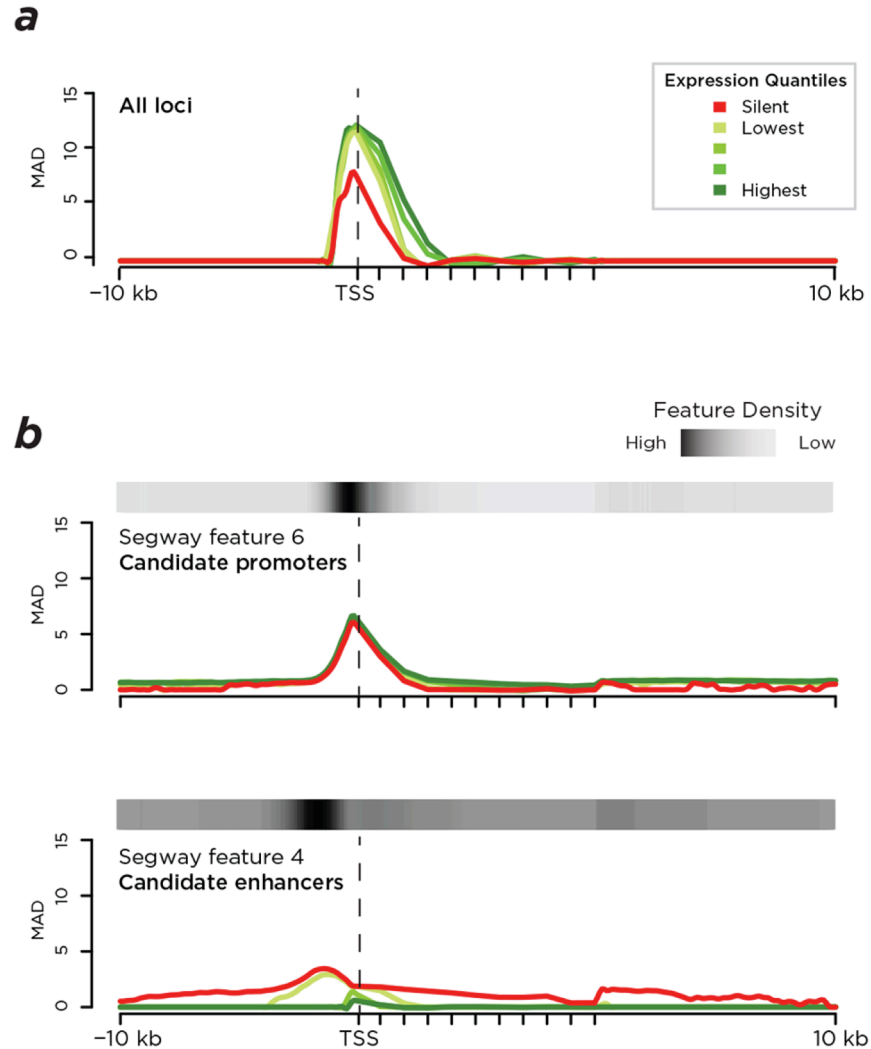 a
All loci
Expression Quantiles
Silent
Lowest
Highest
MAD
15
10
5
0
−10 kb TSS 10 kb
b
Feature Density
High Low
Segway feature 6
Candidate promoters
MAD
15
10
5
0
Segway feature 4
Candidate enhancers
MAD
15
10
5
0
−10 kb TSS 10 kb